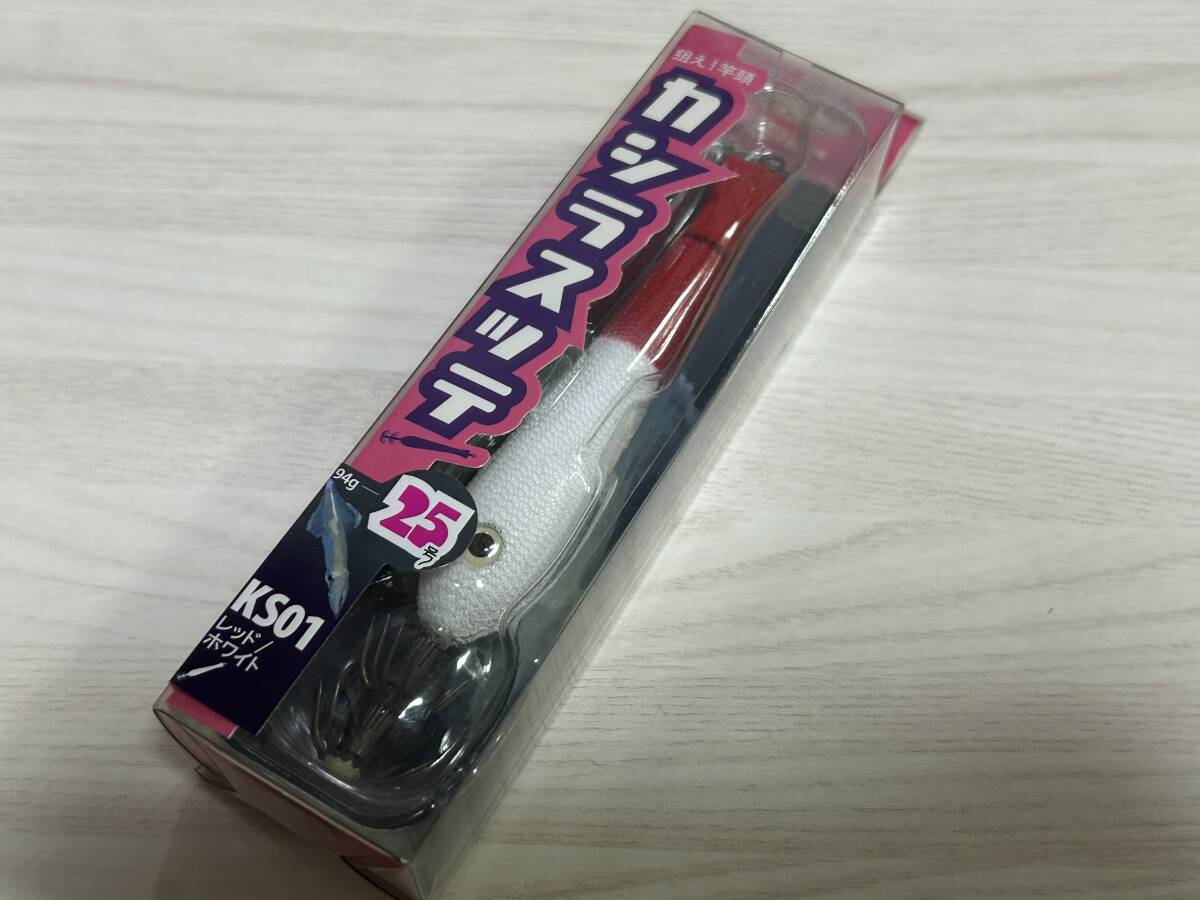 狙え!竿頭
カシラスッテ
94g
25号
KS01
レッド/
ホワイト